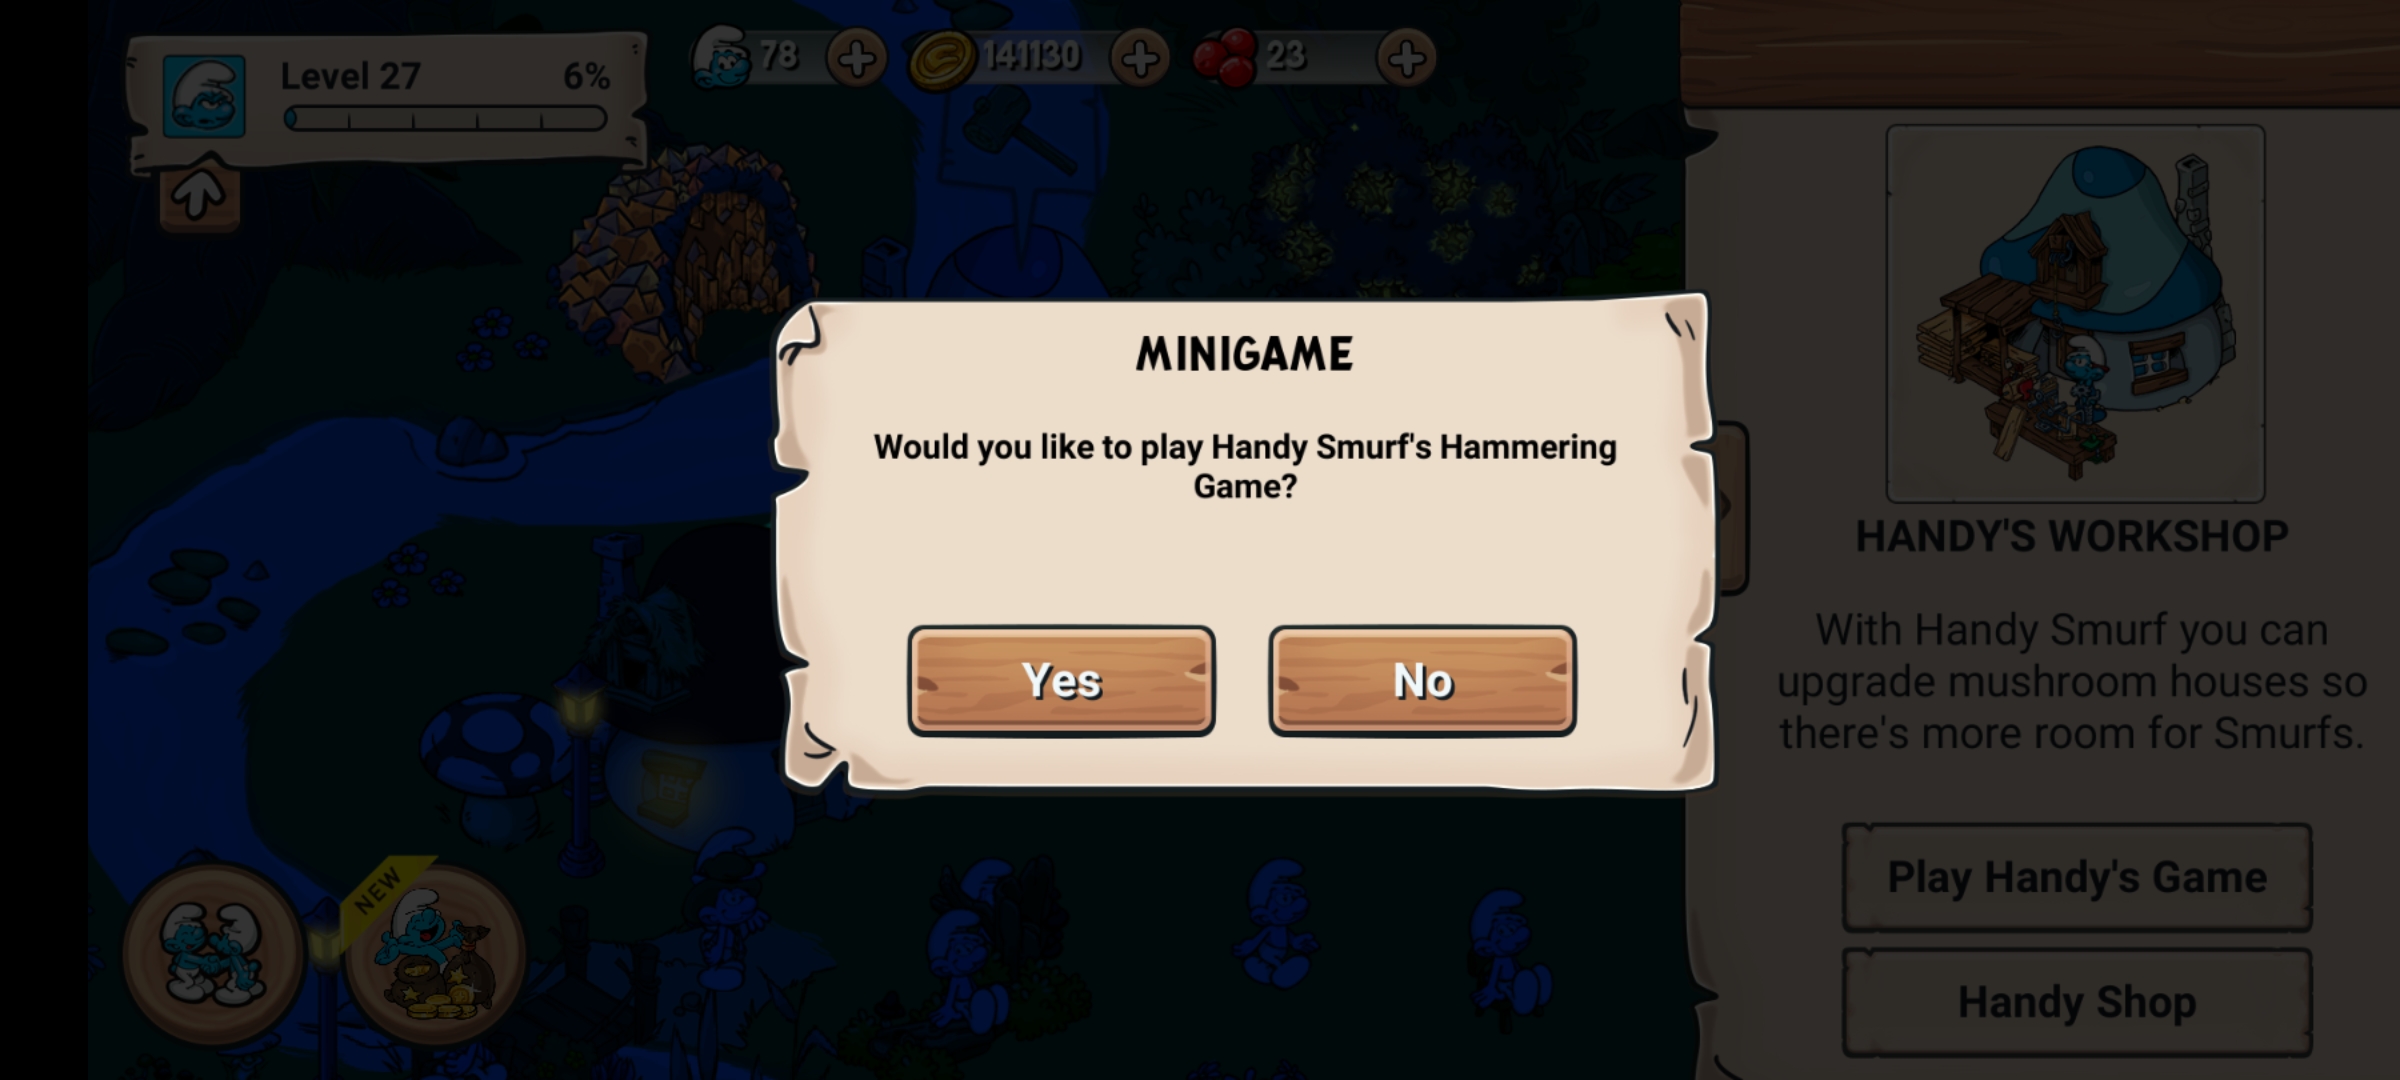 Level 27
6%
78
141130
23
MINIGAME
Would you like to play Handy Smurf's Hammering
Game?
Yes
No
HANDY'S WORKSHOP
With Handy Smurf you can
upgrade mushroom houses so
there's more room for Smurfs.
Play Handy's Game
Handy Shop
NEW